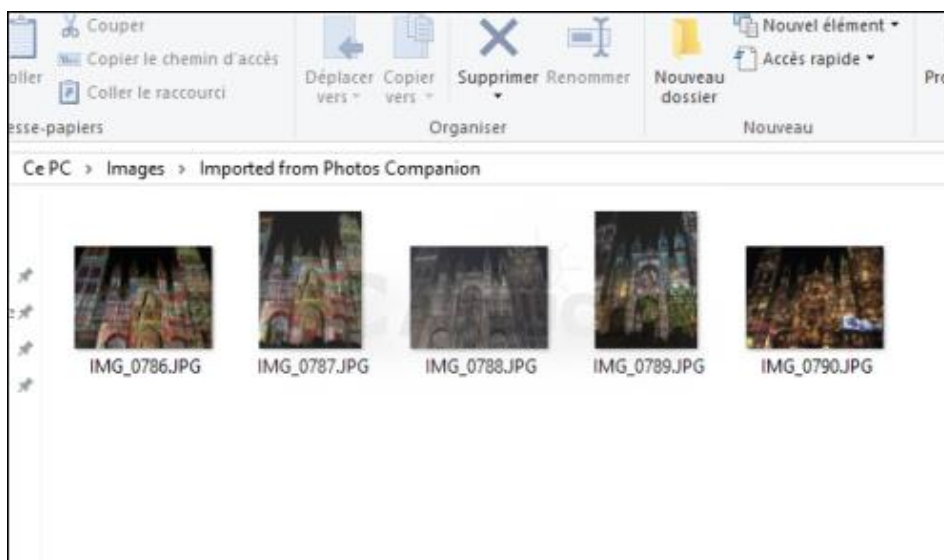 Couper
Copier le chemin d'accès
Coller le raccourci
Déplacer vers
Copier vers
Supprimer
Renommer
Nouveau dossier
Nouvel élément
Accès rapide
Organiser
Nouveau
Ce PC > Images > Imported from Photos Companion
IMG_0786.JPG
IMG_0787.JPG
IMG_0788.JPG
IMG_0789.JPG
IMG_0790.JPG